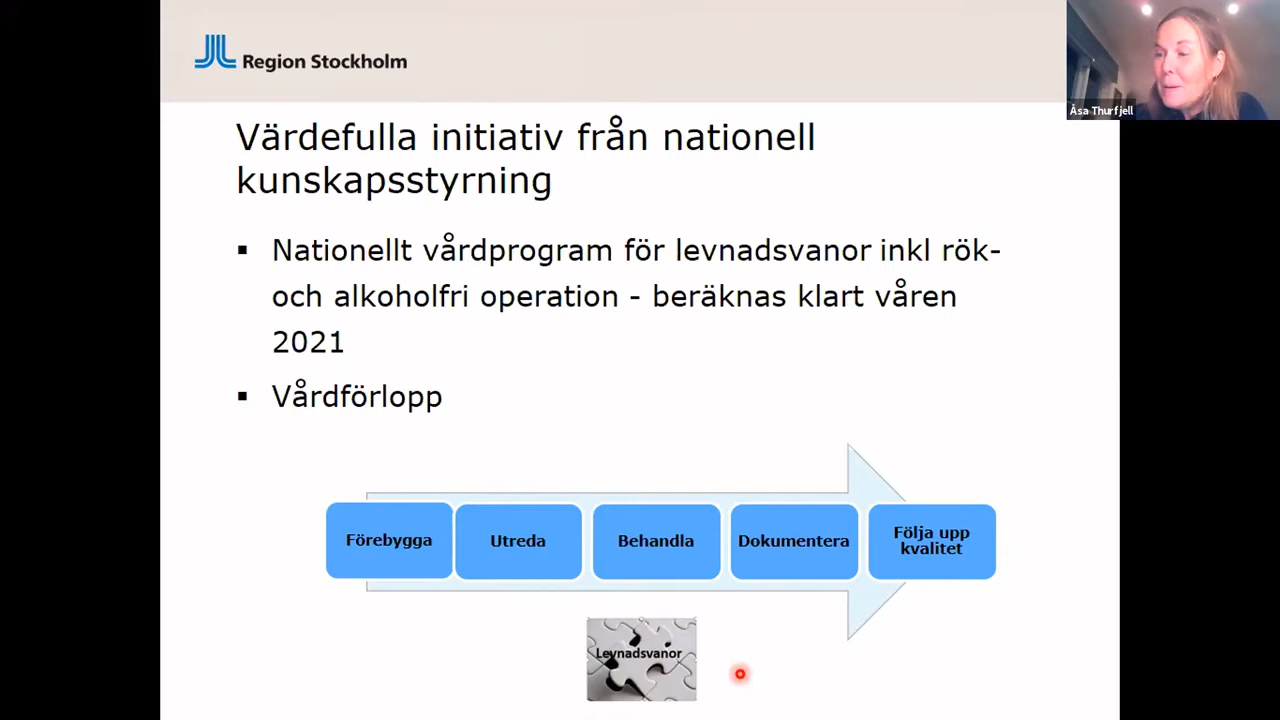 Region Stockholm
Åsa Thurfjell
Värdefulla initiativ från nationell
kunskapsstyrning
▪ Nationellt vårdprogram för levnadsvanor inkl rök-
och alkoholfri operation - beräknas klart våren
2021
▪ Vårdförlopp
Förebygga
Utreda
Behandla
Dokumentera
Följa upp
kvalitet
Levnadsvanor